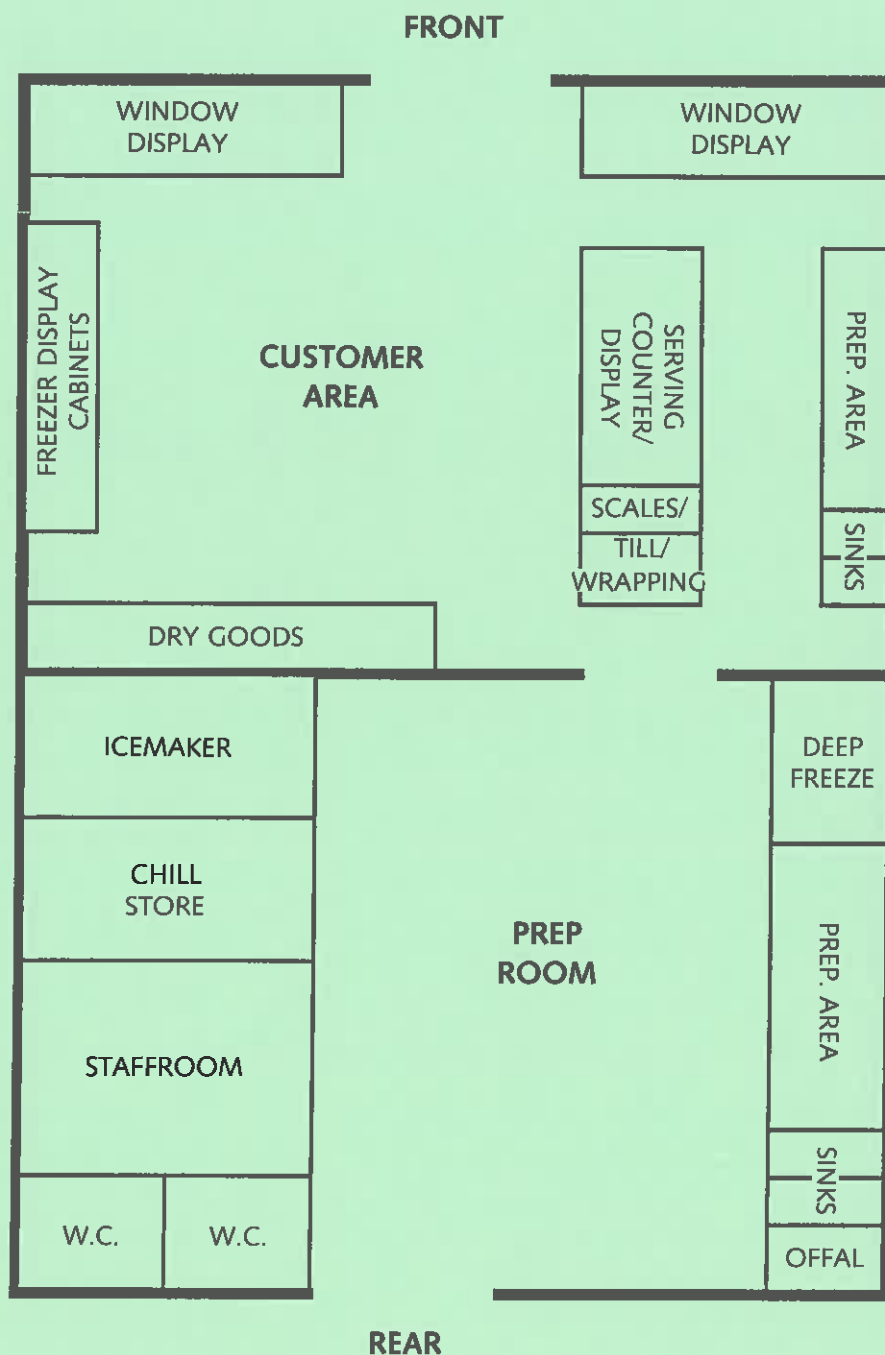 FRONT
WINDOW
DISPLAY
WINDOW
DISPLAY
FREEZER DISPLAY
CABINETS
CUSTOMER
AREA
SERVING
COUNTER/
DISPLAY
PREP. AREA
SCALES/
TILL/
WRAPPING
SINKS
DRY GOODS
ICEMAKER
DEEP
FREEZE
CHILL
STORE
PREP
ROOM
PREP. AREA
STAFFROOM
SINKS
W.C.
W.C.
OFFAL
REAR